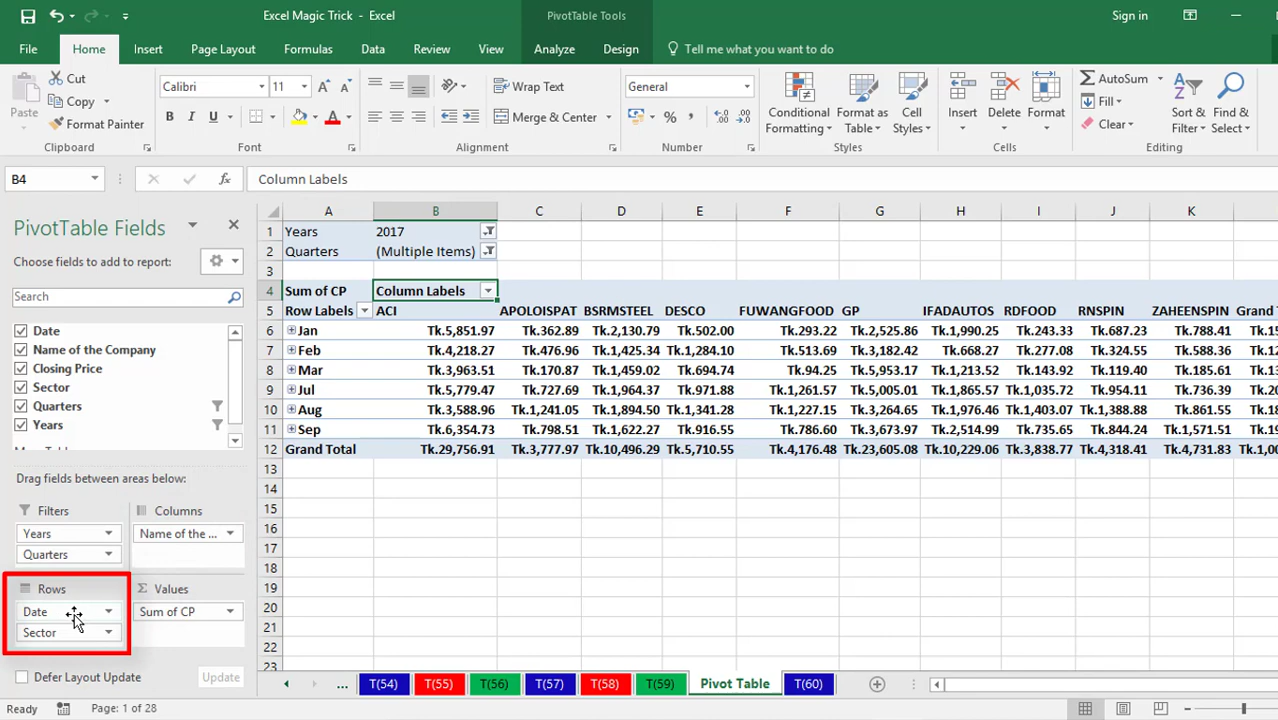 Excel Magic Trick - Excel
PivotTable Tools
Sign in
File Home Insert Page Layout Formulas Data Review View Analyze Design Tell me what you want to do
Paste
Cut
Copy
Format Painter
Clipboard
Calibri 11
B I U
Font
Wrap Text
Merge & Center
Alignment
General
Number
Conditional Formatting
Format as Table
Cell Styles
Styles
Insert Delete Format
Cells
AutoSum
Fill
Clear
Sort & Filter
Find & Select
Editing
B4 fx Column Labels
PivotTable Fields
Choose fields to add to report:
Search
Date
Name of the Company
Closing Price
Sector
Quarters
Years
Drag fields between areas below:
Filters
Years
Quarters
Columns
Name of the ...
Rows
Date
Sector
Σ Values
Sum of CP
Defer Layout Update Update
A B C D E F G H I J K
1 Years 2017
2 Quarters (Multiple Items)
3
4 Sum of CP Column Labels
5 Row Labels ACI APOLOISPAT BSRMSTEEL DESCO FUWANGFOOD GP IFADAUTOS RDFOOD RNSPIN ZAHEENSPIN Grand
6 Jan Tk.5,851.97 Tk.362.89 Tk.2,130.79 Tk.502.00 Tk.293.22 Tk.2,525.86 Tk.1,990.25 Tk.243.33 Tk.687.23 Tk.788.41
7 Feb Tk.4,218.27 Tk.476.96 Tk.1,425.34 Tk.1,284.10 Tk.513.69 Tk.3,182.42 Tk.668.27 Tk.277.08 Tk.324.55 Tk.588.36
8 Mar Tk.3,963.51 Tk.170.87 Tk.1,459.02 Tk.694.74 Tk.94.25 Tk.5,953.17 Tk.1,213.52 Tk.143.92 Tk.119.40 Tk.185.61
9 Jul Tk.5,779.47 Tk.727.69 Tk.1,964.37 Tk.971.88 Tk.1,261.57 Tk.5,005.01 Tk.1,865.57 Tk.1,035.72 Tk.954.11 Tk.736.39
10 Aug Tk.3,588.96 Tk.1,241.05 Tk.1,894.50 Tk.1,341.28 Tk.1,227.15 Tk.3,264.65 Tk.1,976.46 Tk.1,403.07 Tk.1,388.88 Tk.861.55
11 Sep Tk.6,354.73 Tk.798.51 Tk.1,622.27 Tk.916.55 Tk.786.60 Tk.3,673.97 Tk.2,514.99 Tk.735.65 Tk.844.24 Tk.1,571.51
12 Grand Total Tk.29,756.91 Tk.3,777.97 Tk.10,496.29 Tk.5,710.55 Tk.4,176.48 Tk.23,605.08 Tk.10,229.06 Tk.3,838.77 Tk.4,318.41 Tk.4,731.83
13
14
15
16
17
18
19
20
21
22
23
... T(54) T(55) T(56) T(57) T(58) T(59) Pivot Table T(60)
Ready Page: 1 of 28